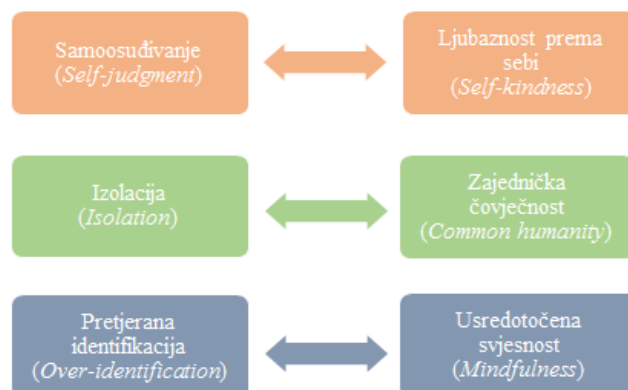 Samoosuđivanje
(Self-judgment)
Ljubaznost prema
sebi
(Self-kindness)
Izolacija
(Isolation)
Zajednička
čovječnost
(Common humanity)
Pretjerana
identifikacija
(Over-identification)
Usredotočena
svjesnost
(Mindfulness)